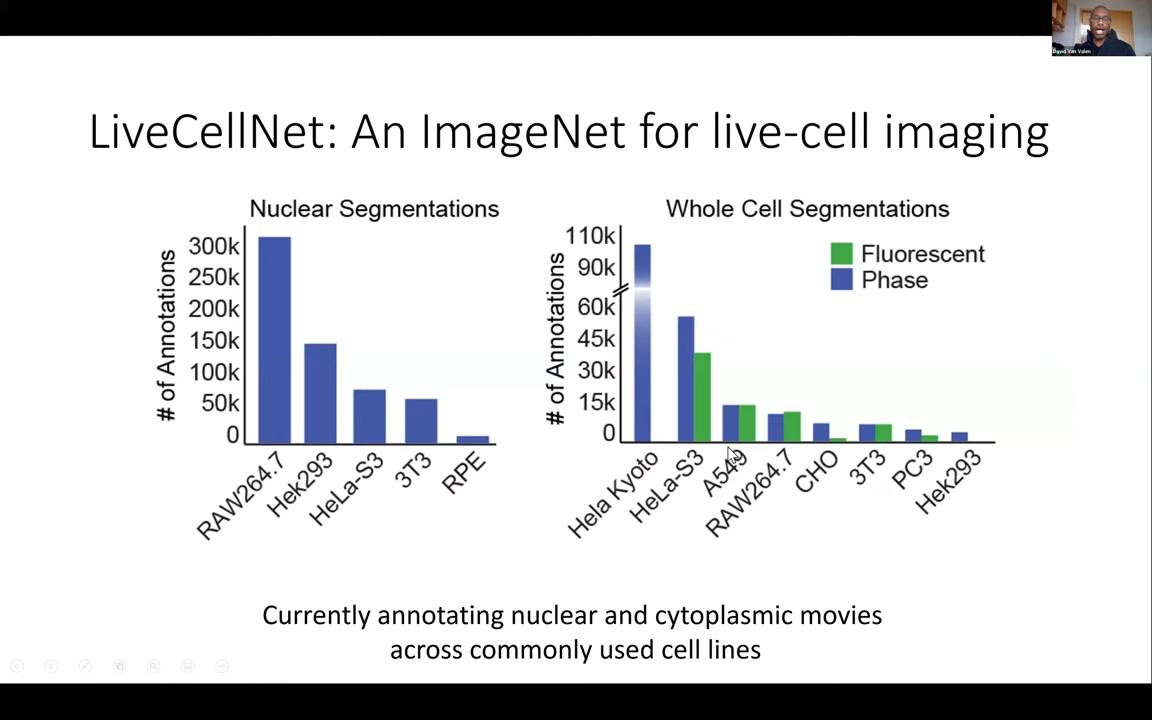 David Van Valen
LiveCellNet: An ImageNet for live-cell imaging
Nuclear Segmentations
# of Annotations
300k
250k
200k
150k
100k
50k
0
RAW264.7
Hek293
HeLa-S3
3T3
RPE
Whole Cell Segmentations
# of Annotations
110k
90k
60k
45k
30k
15k
0
Fluorescent
Phase
Hela Kyoto
HeLa-S3
A549
RAW264.7
CHO
3T3
PC3
Hek293
Currently annotating nuclear and cytoplasmic movies
across commonly used cell lines